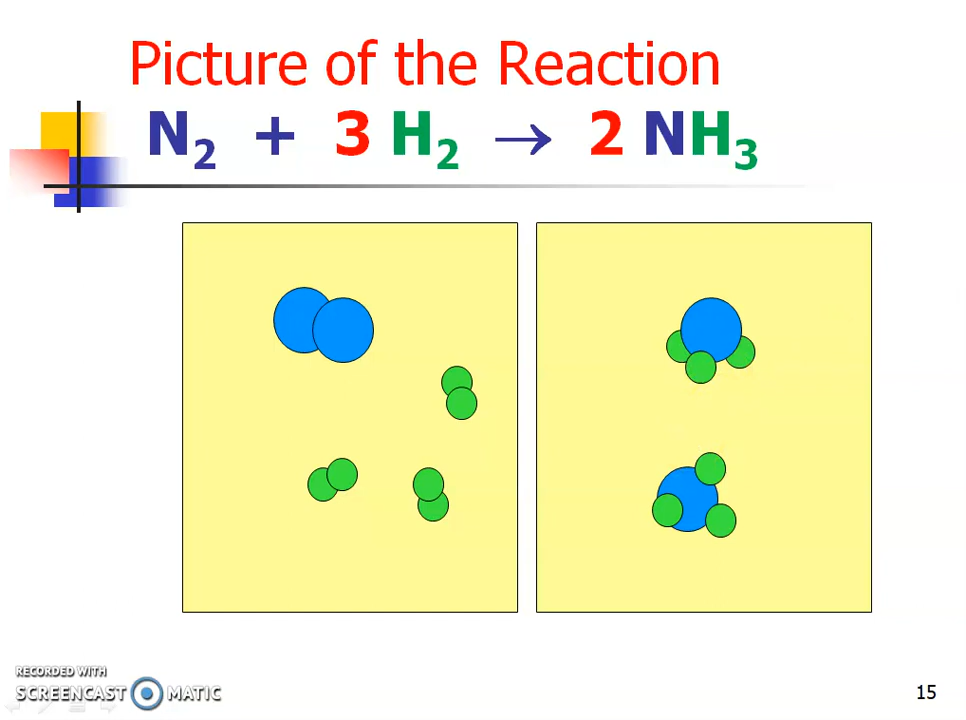 Picture of the Reaction
N₂ + 3 H₂ → 2 NH₃
RECORDED WITH
SCREENCAST MATIC
15